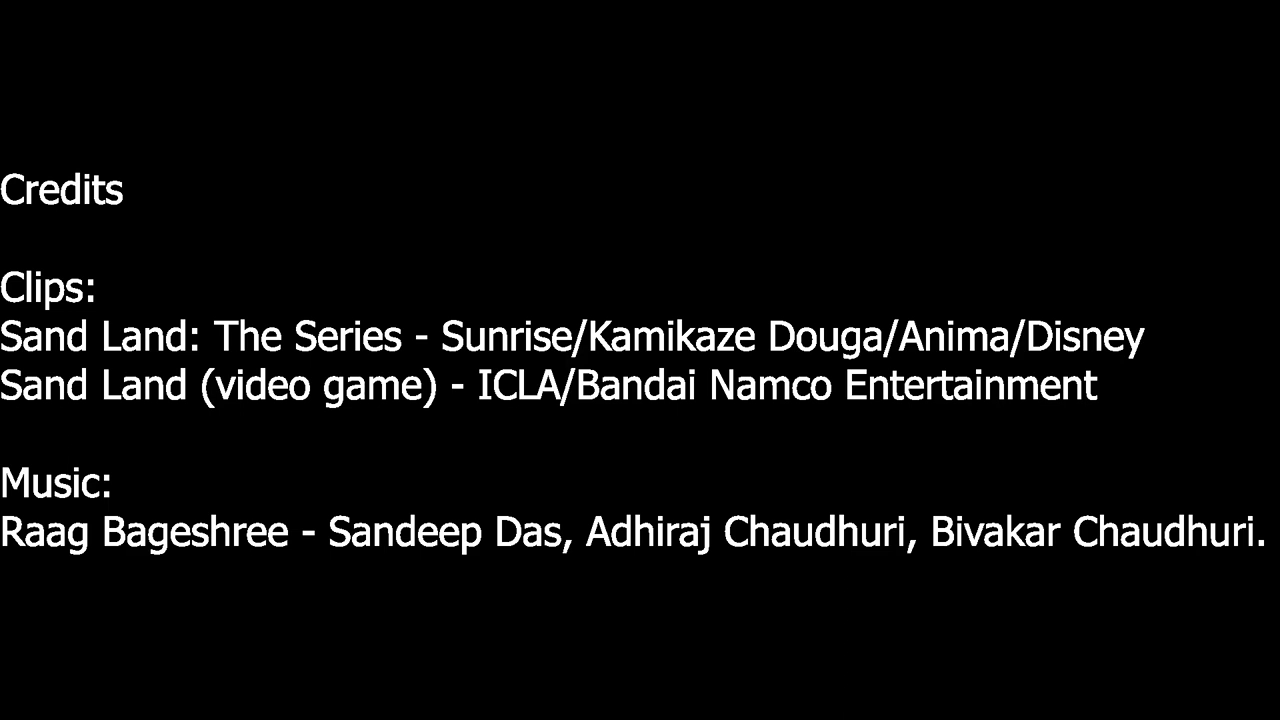 Credits
Clips:
Sand Land: The Series - Sunrise/Kamikaze Douga/Anima/Disney
Sand Land (video game) - ICLA/Bandai Namco Entertainment
Music:
Raag Bageshree - Sandeep Das, Adhiraj Chaudhuri, Bivakar Chaudhuri.